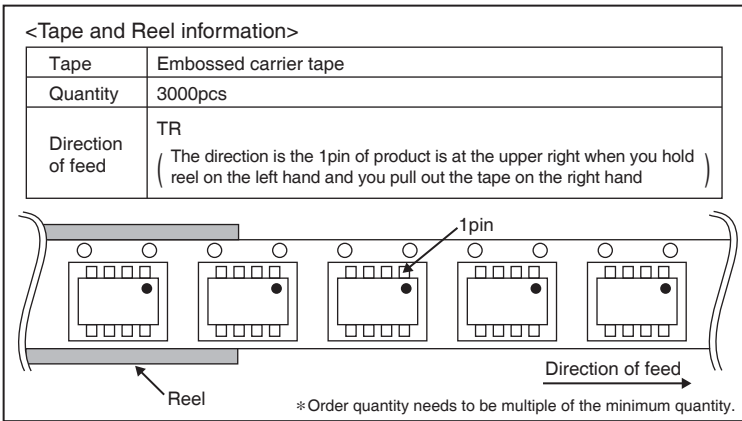 <Tape and Reel information>
Tape Embossed carrier tape
Quantity 3000pcs
Direction of feed TR
( The direction is the 1pin of product is at the upper right when you hold
reel on the left hand and you pull out the tape on the right hand )
1pin
Direction of feed
Reel
*Order quantity needs to be multiple of the minimum quantity.